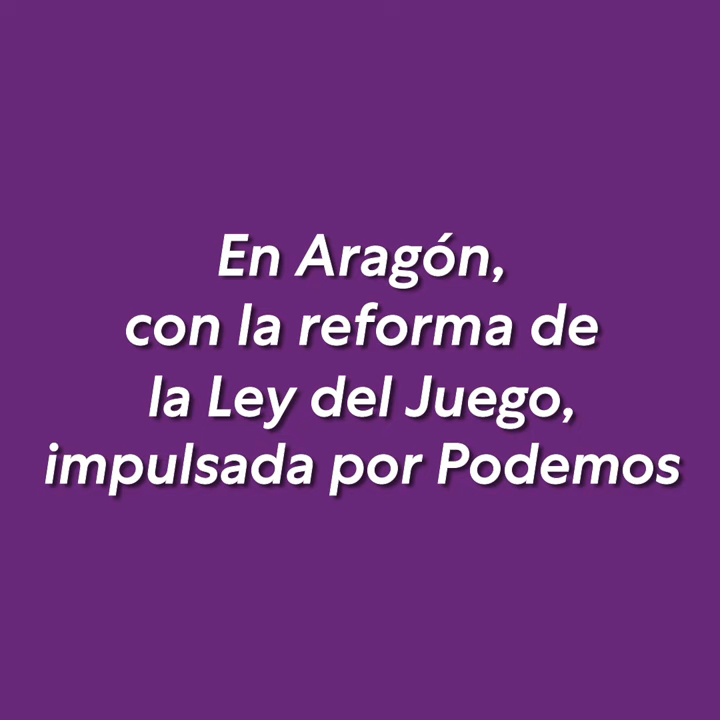 En Aragón,
con la reforma de
la Ley del Juego,
impulsada por Podemos